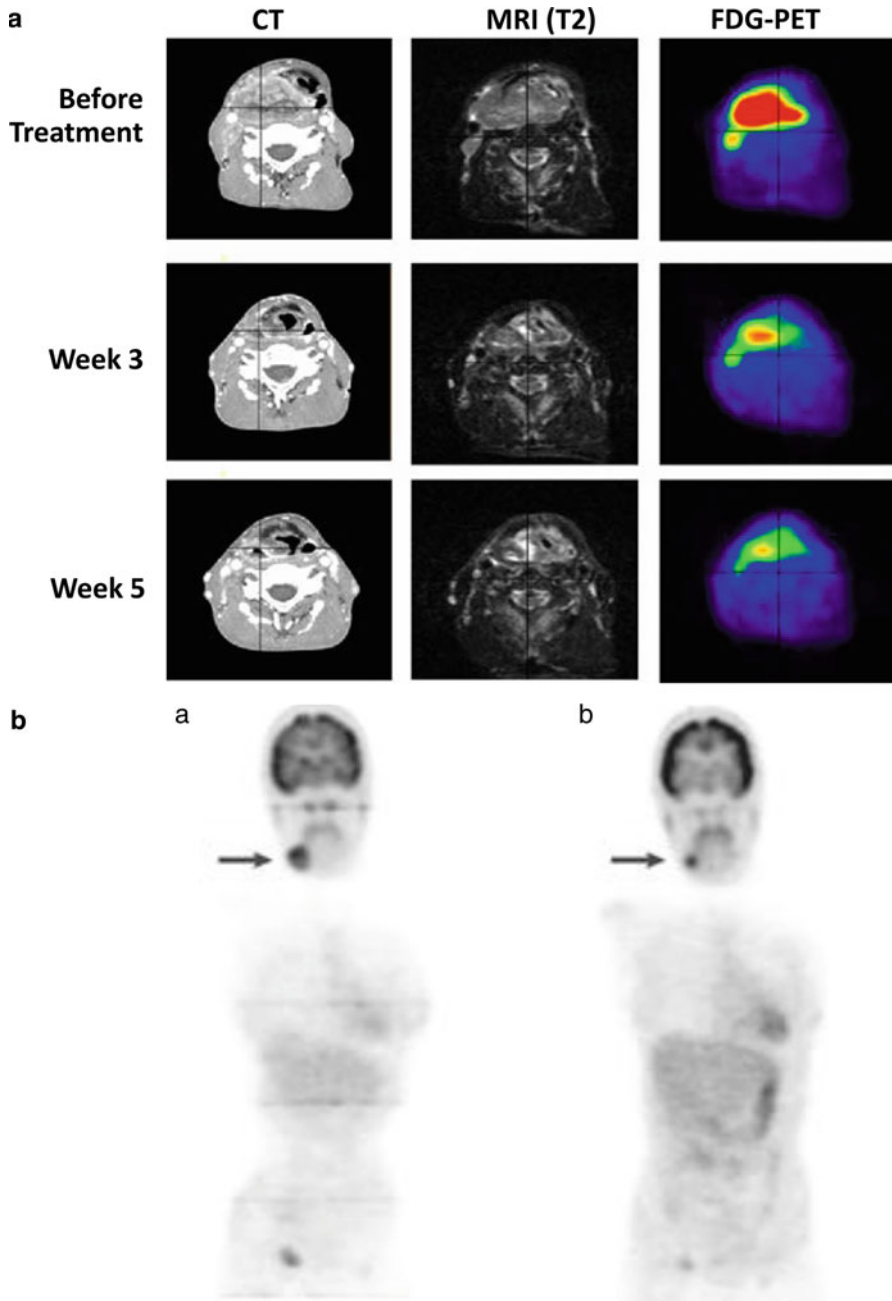 a
CT MRI (T2) FDG-PET
Before
Treatment
Week 3
Week 5
b
a b